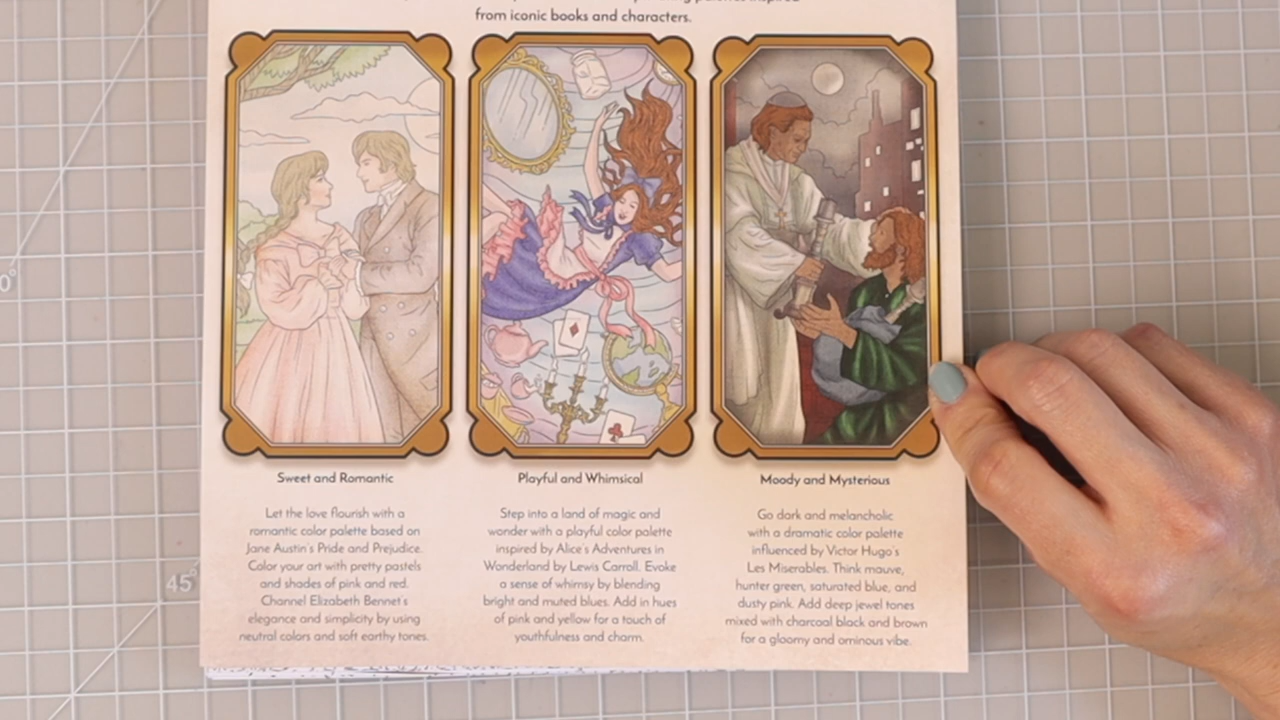 from iconic books and characters.
Sweet and Romantic
Let the love flourish with a
romantic color palette based on
Jane Austin's Pride and Prejudice.
Color your art with pretty pastels
and shades of pink and red.
Channel Elizabeth Bennet's
elegance and simplicity by using
neutral colors and soft earthy tones.
Playful and Whimsical
Step into a land of magic and
wonder with a playful color palette
inspired by Alice's Adventures in
Wonderland by Lewis Carroll. Evoke
a sense of whimsy by blending
bright and muted blues. Add in hues
of pink and yellow for a touch of
youthfulness and charm.
Moody and Mysterious
Go dark and melancholic
with a dramatic color palette
influenced by Victor Hugo's
Les Miserables. Think mauve,
hunter green, saturated blue, and
dusty pink. Add deep jewel tones
mixed with charcoal black and brown
for a gloomy and ominous vibe.
0°
45°